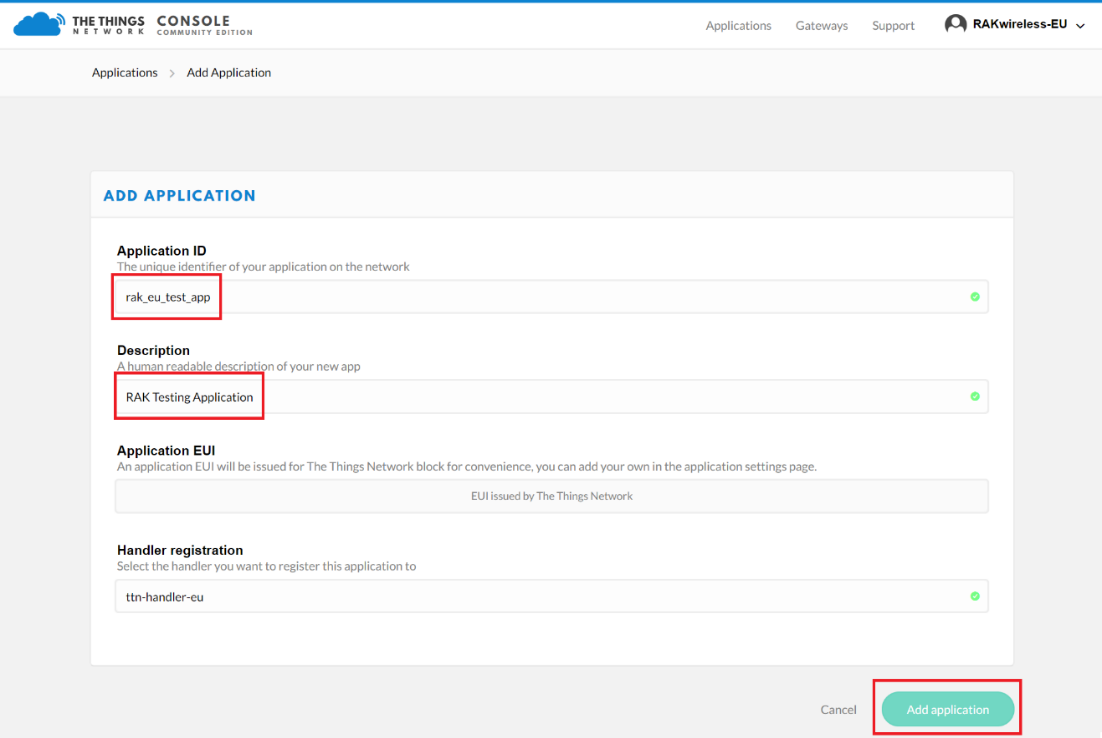 THE THINGS NETWORK CONSOLE COMMUNITY EDITION
Applications Gateways Support RAKwireless-EU
Applications > Add Application
ADD APPLICATION
Application ID
The unique identifier of your application on the network
rak_eu_test_app
Description
A human readable description of your new app
RAK Testing Application
Application EUI
An application EUI will be issued for The Things Network block for convenience, you can add your own in the application settings page.
EUI issued by The Things Network
Handler registration
Select the handler you want to register this application to
ttn-handler-eu
Cancel Add application